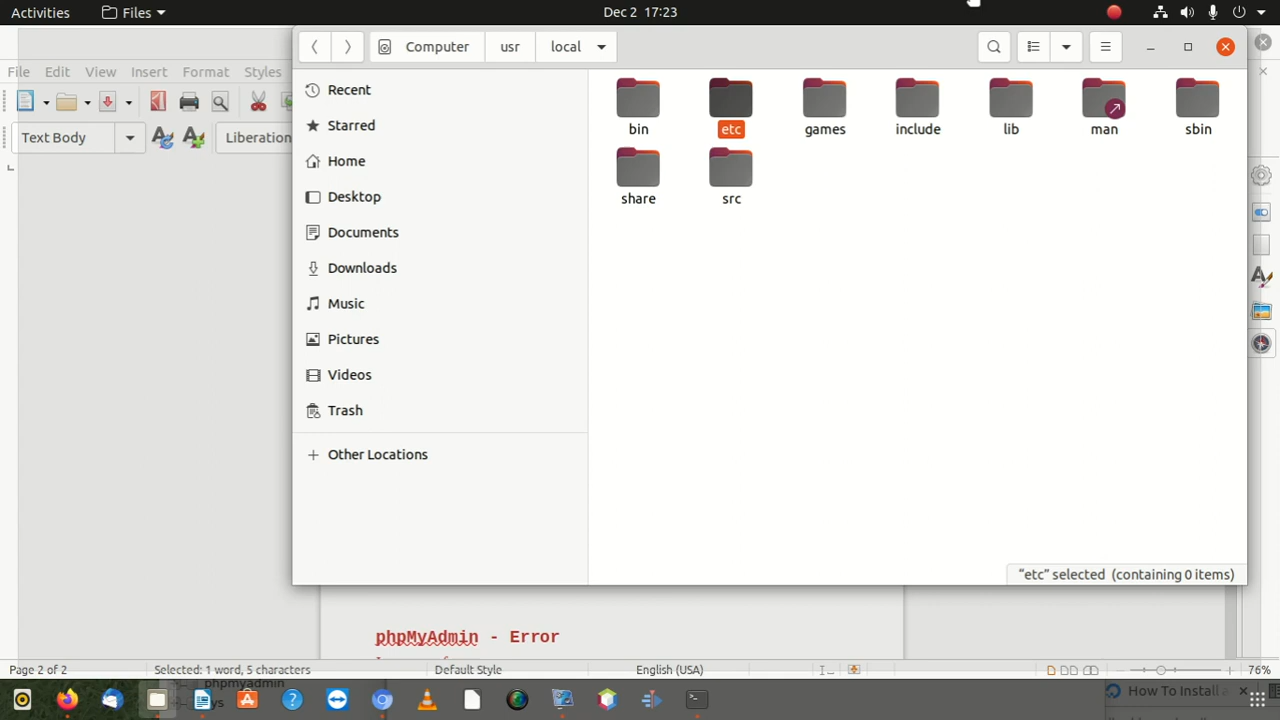 Activities Files Dec 2 17:23
Computer usr local
File Edit View Insert Format Styles
Text Body Liberation
Recent
Starred
Home
Desktop
Documents
Downloads
Music
Pictures
Videos
Trash
Other Locations
bin etc games include lib man sbin
share src
“etc” selected (containing 0 items)
phpMyAdmin - Error
Page 2 of 2 Selected: 1 word, 5 characters Default Style English (USA) 76%
phpmyadmin
ys
How To Install a